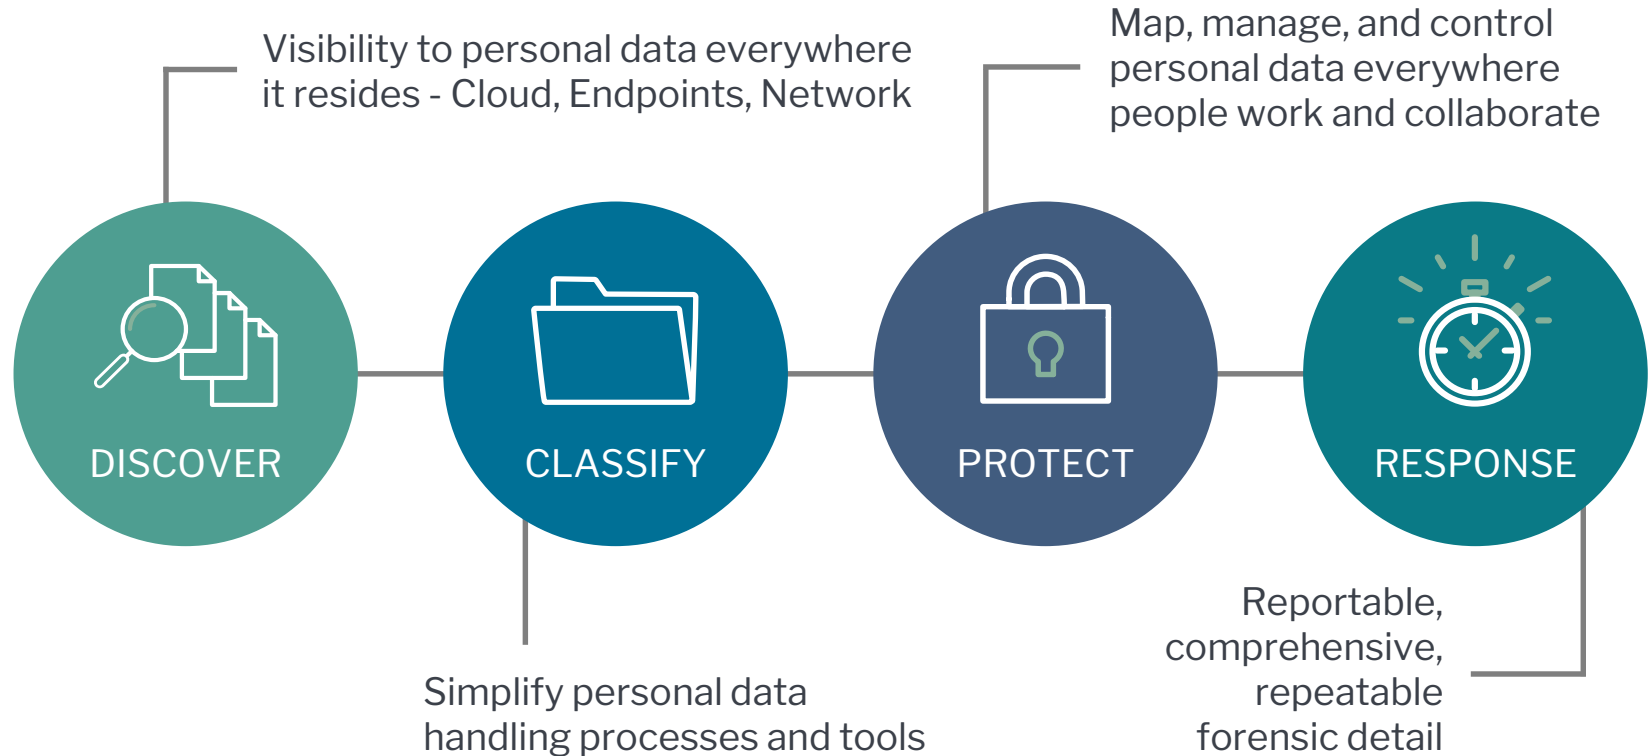 Visibility to personal data everywhere
it resides - Cloud, Endpoints, Network
Map, manage, and control
personal data everywhere
people work and collaborate
DISCOVER
CLASSIFY
PROTECT
RESPONSE
Simplify personal data
handling processes and tools
Reportable,
comprehensive,
repeatable
forensic detail